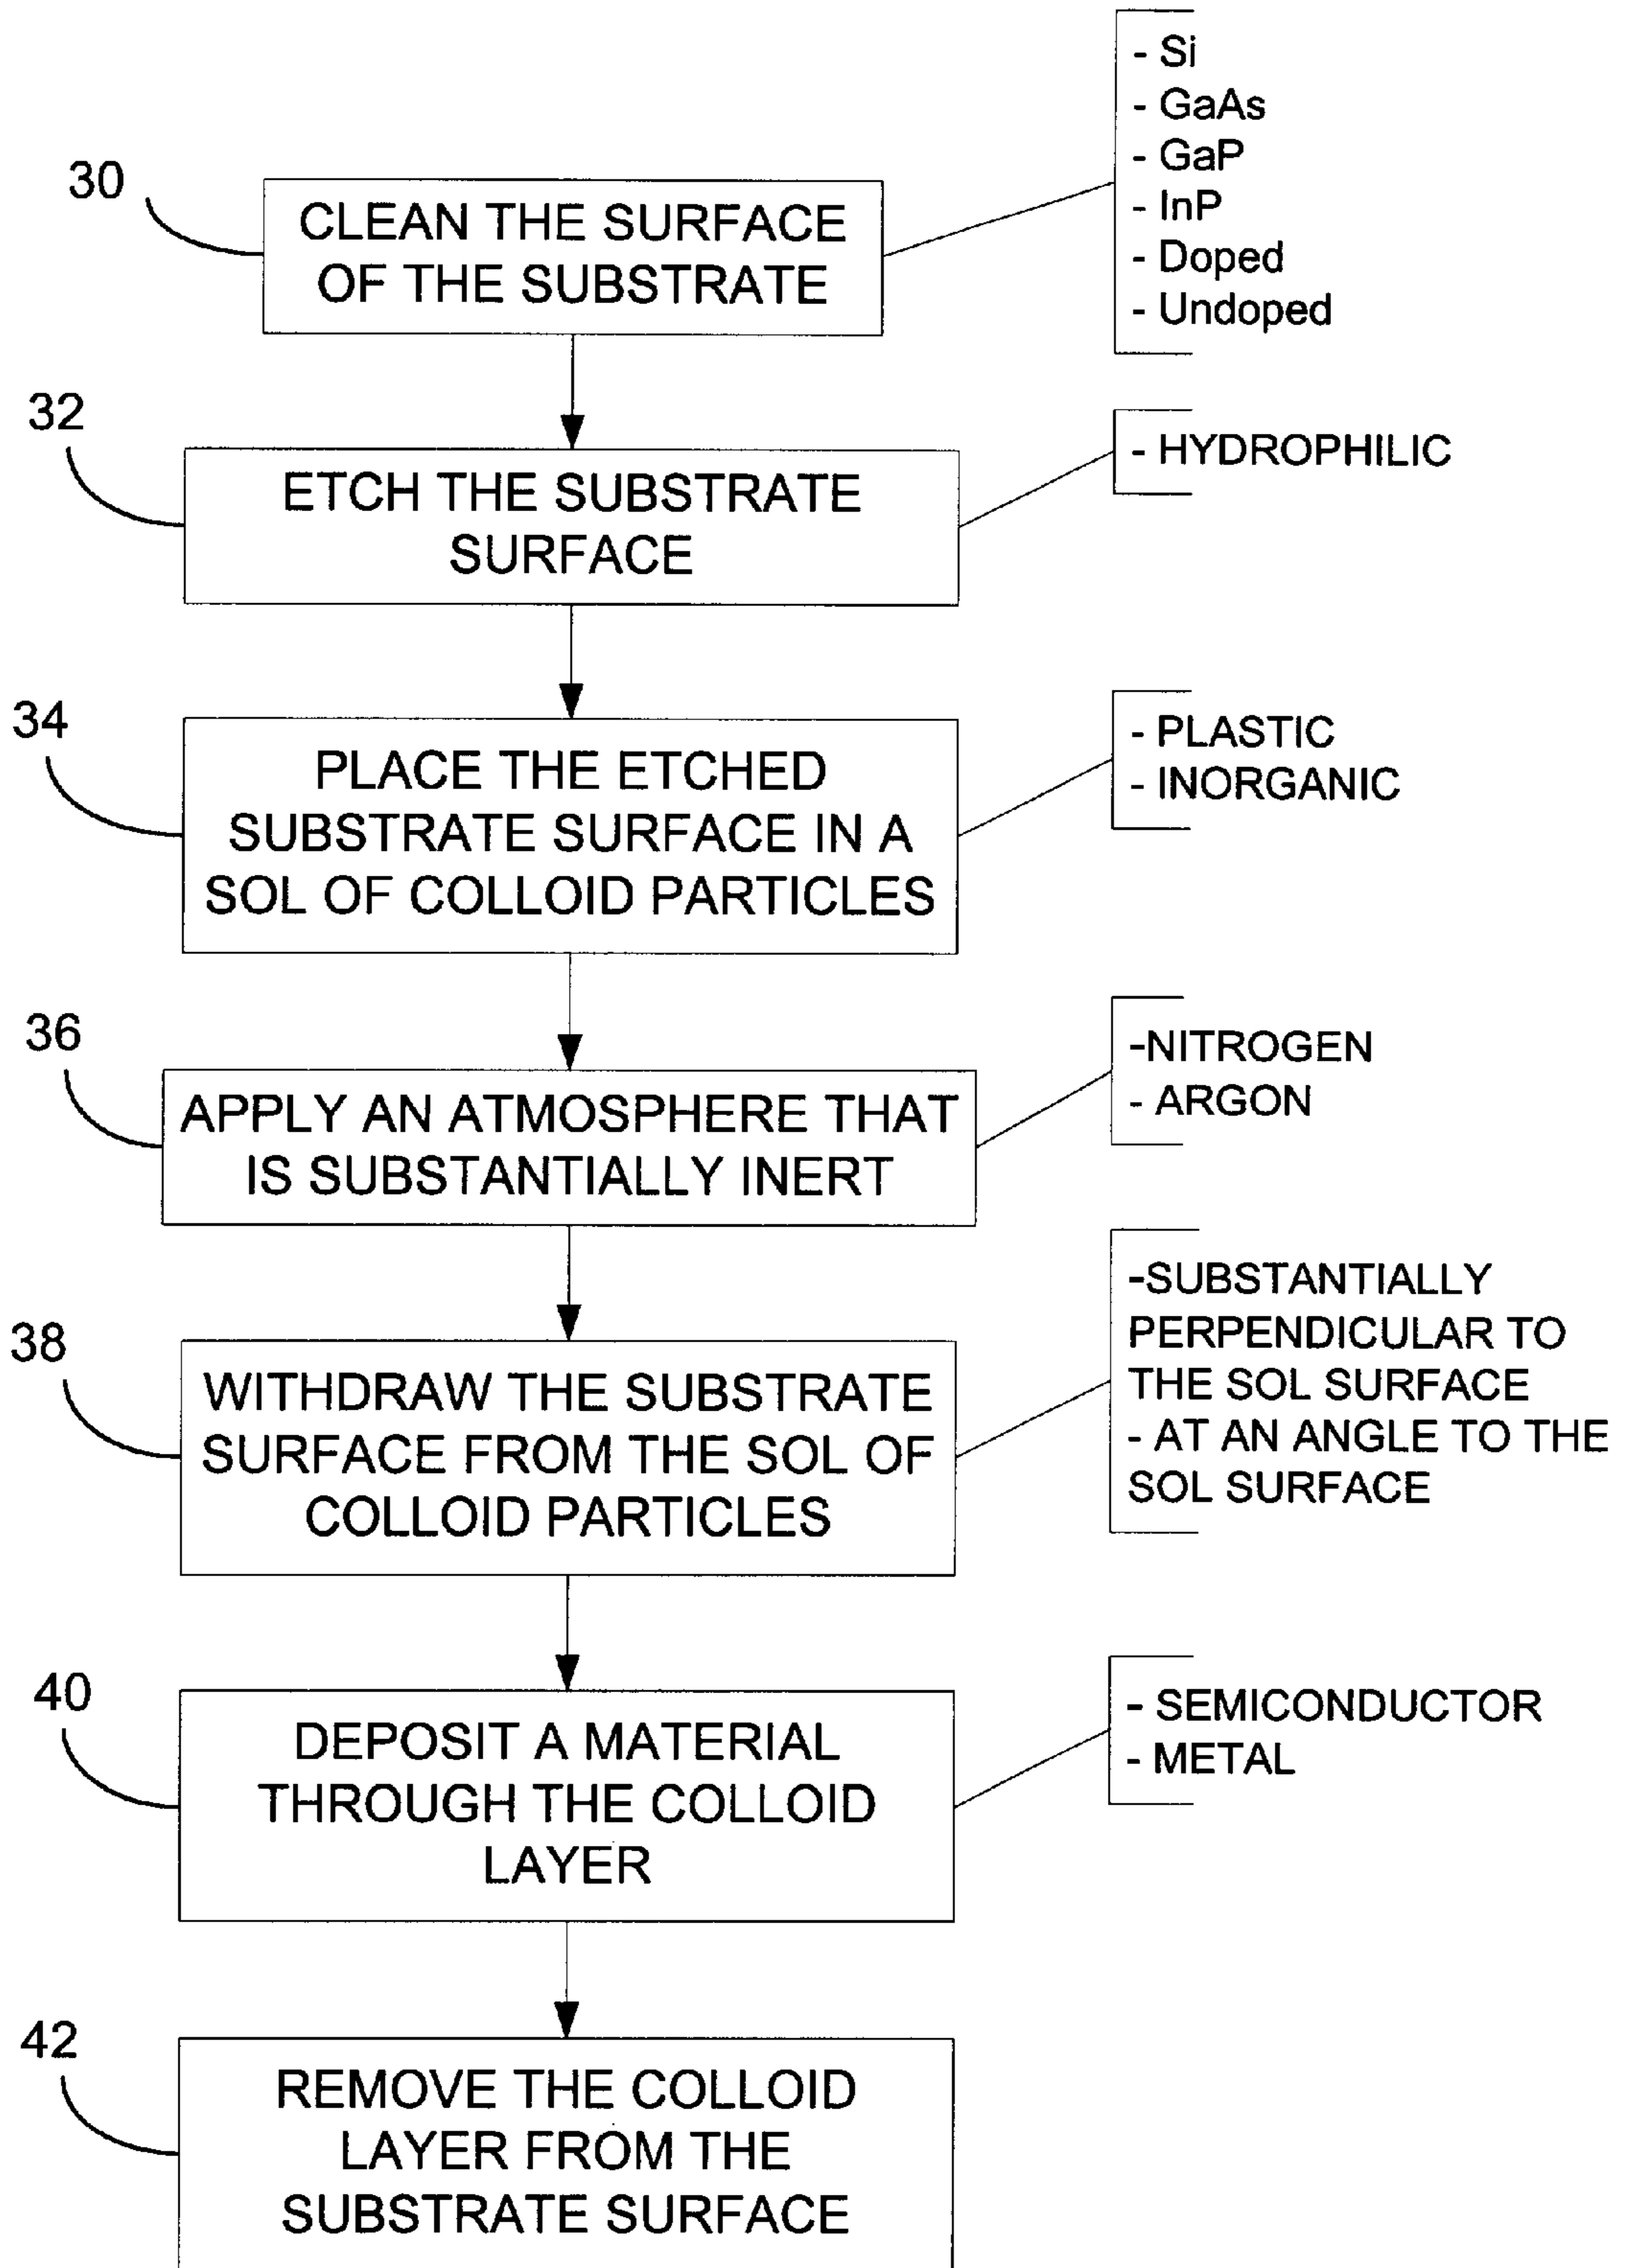 30
CLEAN THE SURFACE
OF THE SUBSTRATE
- Si
- GaAs
- GaP
- InP
- Doped
- Undoped
32
ETCH THE SUBSTRATE
SURFACE
- HYDROPHILIC
34
PLACE THE ETCHED
SUBSTRATE SURFACE IN A
SOL OF COLLOID PARTICLES
- PLASTIC
- INORGANIC
36
APPLY AN ATMOSPHERE THAT
IS SUBSTANTIALLY INERT
-NITROGEN
- ARGON
38
WITHDRAW THE SUBSTRATE
SURFACE FROM THE SOL OF
COLLOID PARTICLES
-SUBSTANTIALLY
PERPENDICULAR TO
THE SOL SURFACE
- AT AN ANGLE TO THE
SOL SURFACE
40
DEPOSIT A MATERIAL
THROUGH THE COLLOID
LAYER
- SEMICONDUCTOR
- METAL
42
REMOVE THE COLLOID
LAYER FROM THE
SUBSTRATE SURFACE